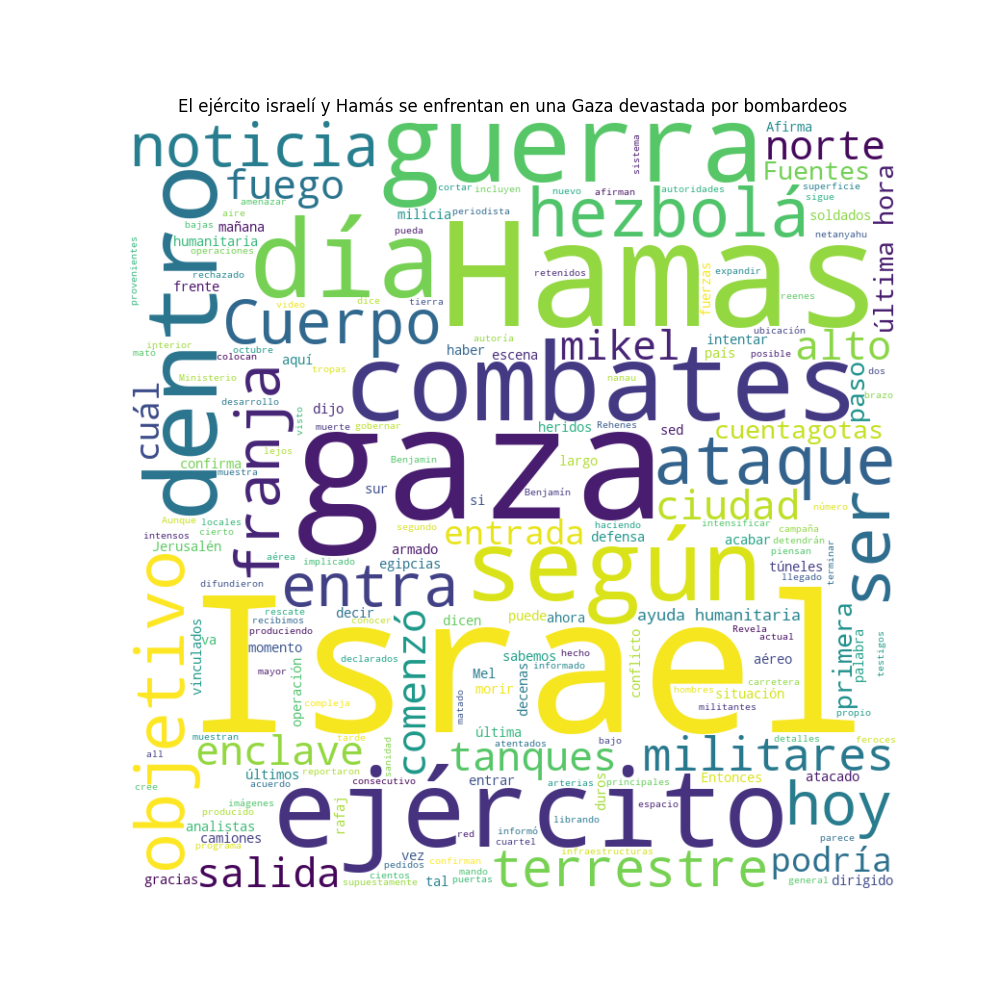 El ejército israelí y Hamás se enfrentan en una Gaza devastada por bombardeos
noticia
guerra
Afirma
norte
Fuentes
sistema
fuego
cortar
incluyen
nuevo
afirman
autoridades
superficie
sigue
amenazar
aire
bajas
mañana
milicia
periodista
hezbolá
soldados
netanyahu
última hora
dentro
día
Hamas
pueda
humanitaria
operaciones
rechazado
frente
provenientes
retenidos
fuerzas
expandir
reenes
video
dice
tierra
Cuerpo
interior
mató
octubre
colocan
aquí
autoría
haber
escena
mikel
intentar
país
ubicación
posible
alto
dos
brazo
paso
Ministerio
tropas
desarrollo
cuál
franja
combates
nanau
dijo
visto
muerte
gobernar
heridos
Rehenes
sed
cuentagotas
lejos
confirma
muestra
gaza
Benjamin
largo
sur
si
Benjamín
ataque
ciudad
número
Aunque
locales
cierto
intensos
segundo
entrada
haciendo
defensa
intensificar
campaña
acabar
detendrán
piensan
terminar
ser
Jerusalén
aérea
implicado
armado
egipcias
según
túneles
llegado
difundieron
entra
objetivo
rescate
recibimos
produciendo
conocer
decir
comenzó
dicen
puede
ahora
ayuda humanitaria
Revela
actual
primera
palabra
testigos
vinculados
va
momento
mayor
declarados
Israel
sabemos
informado
hecho
conflicto
aéreo
Mel
morir
decenas
carretera
hombres
situación
militantes
propio
operación
compleja
matado
última
atentados
bajo
detalles
feroces
muestran
tarde
sanidad
all
cree
enclave
tanques
militares
últimos
acuerdo
reportaron
consecutivo
entrar
arterias
duros
principales
Entonces
atacado
imágenes
producido
rafaj
ejército
espacio
librando
hoy
analistas
camiones
programa
red
informó
cuartel
parece
vez
pedidos
confirman
infraestructuras
podría
gracias
salida
cientos
supuestamente
tal
mando
puertas
terrestre
general
dirigido